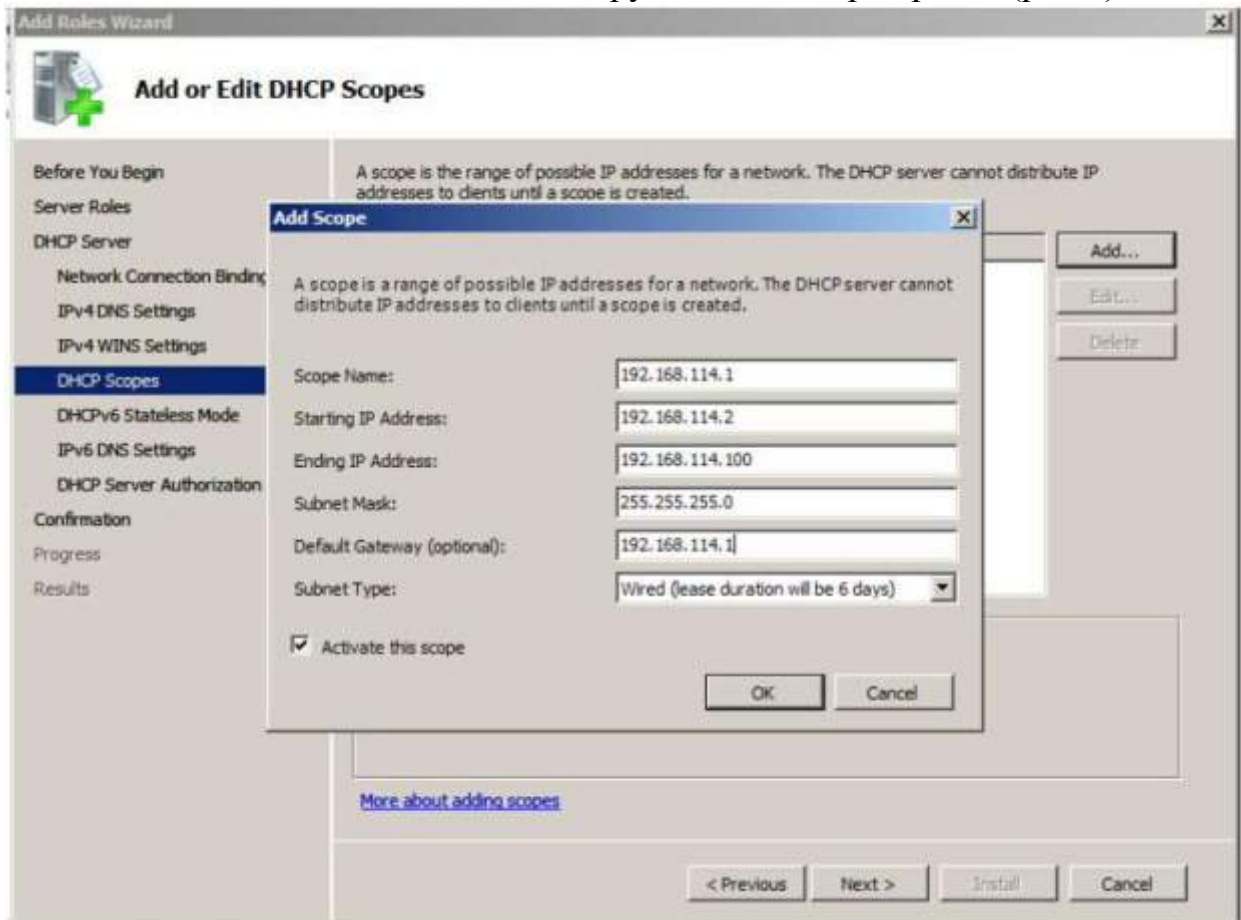 Add Roles Wizard
Add or Edit DHCP Scopes
Before You Begin
Server Roles
DHCP Server
Network Connection Binding
IPv4 DNS Settings
IPv4 WINS Settings
DHCP Scopes
DHCPv6 Stateless Mode
IPv6 DNS Settings
DHCP Server Authorization
Confirmation
Progress
Results
A scope is the range of possible IP addresses for a network. The DHCP server cannot distribute IP
addresses to clients until a scope is created.
Add Scope
A scope is a range of possible IP addresses for a network. The DHCP server cannot
distribute IP addresses to clients until a scope is created.
Scope Name: 192.168.114.1
Starting IP Address: 192.168.114.2
Ending IP Address: 192.168.114.100
Subnet Mask: 255.255.255.0
Default Gateway (optional): 192.168.114.1
Subnet Type: Wired (lease duration will be 6 days)
Activate this scope
OK Cancel
Add...
Edit...
Delete
More about adding scopes
< Previous Next > Install Cancel